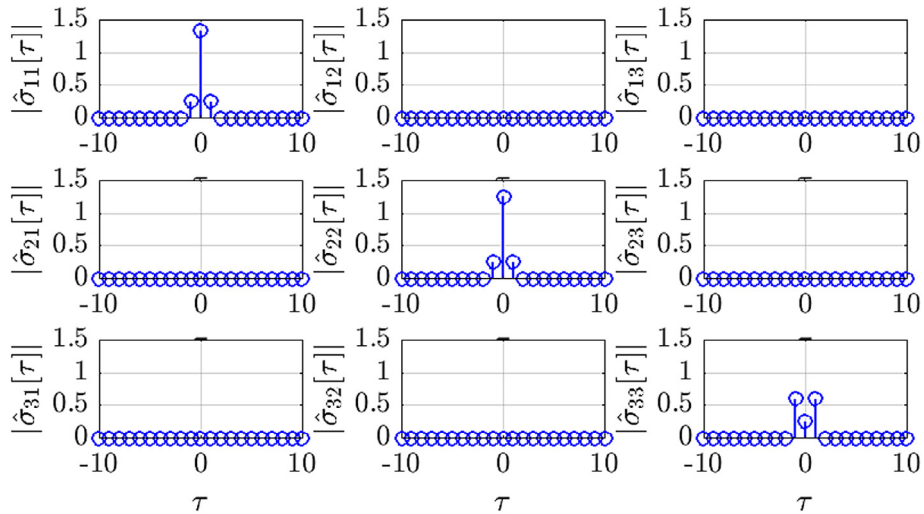 |σ̂₁₁[τ]| 1.5 1 0.5 0 -10 0 10
|σ̂₁₂[τ]| 1.5 1 0.5 0 -10 0 10
|σ̂₁₃[τ]| 1.5 1 0.5 0 -10 0 10
|σ̂₂₁[τ]| 1.5 1 0.5 0 -10 0 10
|σ̂₂₂[τ]| 1.5 1 0.5 0 -10 0 10
|σ̂₂₃[τ]| 1.5 1 0.5 0 -10 0 10
|σ̂₃₁[τ]| 1.5 1 0.5 0 -10 0 10
|σ̂₃₂[τ]| 1.5 1 0.5 0 -10 0 10
|σ̂₃₃[τ]| 1.5 1 0.5 0 -10 0 10
τ τ τ